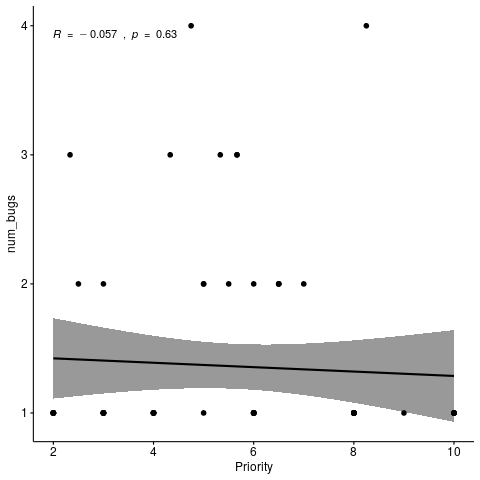 4
R = − 0.057 , p = 0.63
3
num_bugs
2
1
2 4 6 8 10
Priority